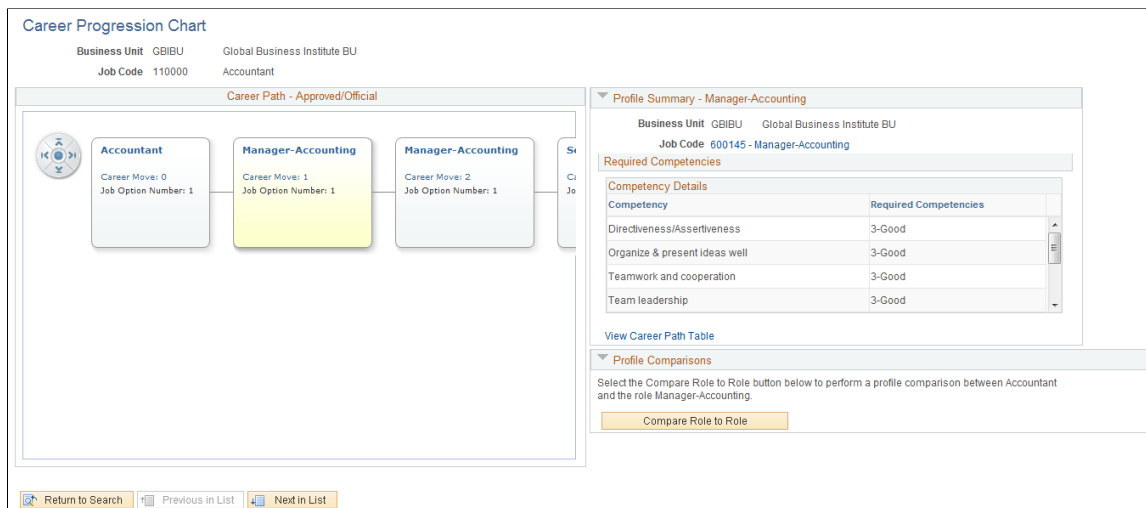 Career Progression Chart
Business Unit GBIBU Global Business Institute BU
Job Code 110000 Accountant
Career Path - Approved/Official
Accountant
Career Move: 0
Job Option Number: 1
Manager-Accounting
Career Move: 1
Job Option Number: 1
Manager-Accounting
Career Move: 2
Job Option Number: 1
Profile Summary - Manager-Accounting
Business Unit GBIBU Global Business Institute BU
Job Code 600145 - Manager-Accounting
Required Competencies
Competency Details
Competency Required Competencies
Directiveness/Assertiveness 3-Good
Organize & present ideas well 3-Good
Teamwork and cooperation 3-Good
Team leadership 3-Good
View Career Path Table
Profile Comparisons
Select the Compare Role to Role button below to perform a profile comparison between Accountant
and the role Manager-Accounting.
Compare Role to Role
Return to Search Previous in List Next in List